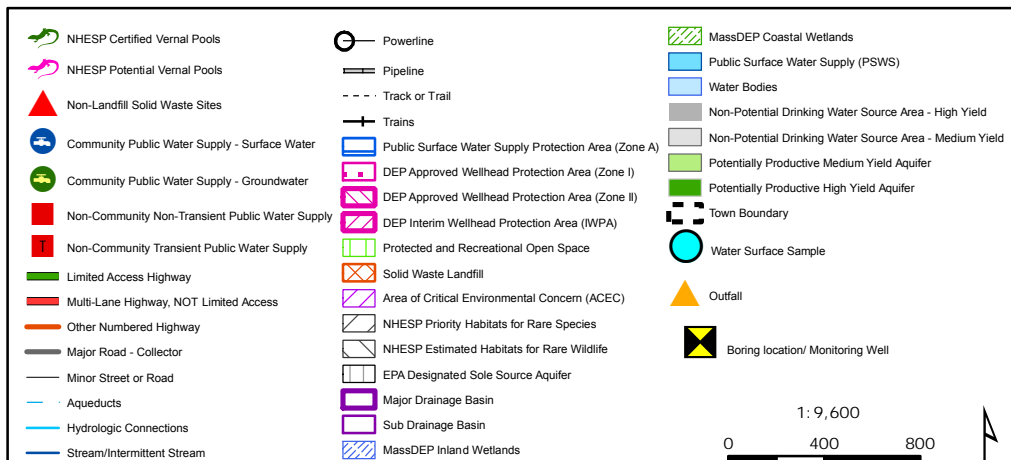 NHESP Certified Vernal Pools
NHESP Potential Vernal Pools
Non-Landfill Solid Waste Sites
Community Public Water Supply - Surface Water
Community Public Water Supply - Groundwater
Non-Community Non-Transient Public Water Supply
T
Non-Community Transient Public Water Supply
Limited Access Highway
Multi-Lane Highway, NOT Limited Access
Other Numbered Highway
Major Road - Collector
Minor Street or Road
Aqueducts
Hydrologic Connections
Stream/Intermittent Stream
Powerline
Pipeline
Track or Trail
Trains
Public Surface Water Supply Protection Area (Zone A)
DEP Approved Wellhead Protection Area (Zone I)
DEP Approved Wellhead Protection Area (Zone II)
DEP Interim Wellhead Protection Area (IWPA)
Protected and Recreational Open Space
Solid Waste Landfill
Area of Critical Environmental Concern (ACEC)
NHESP Priority Habitats for Rare Species
NHESP Estimated Habitats for Rare Wildlife
EPA Designated Sole Source Aquifer
Major Drainage Basin
Sub Drainage Basin
MassDEP Inland Wetlands
MassDEP Coastal Wetlands
Public Surface Water Supply (PSWS)
Water Bodies
Non-Potential Drinking Water Source Area - High Yield
Non-Potential Drinking Water Source Area - Medium Yield
Potentially Productive Medium Yield Aquifer
Potentially Productive High Yield Aquifer
Town Boundary
Water Surface Sample
Outfall
Boring location/ Monitoring Well
1:9,600
0 400 800